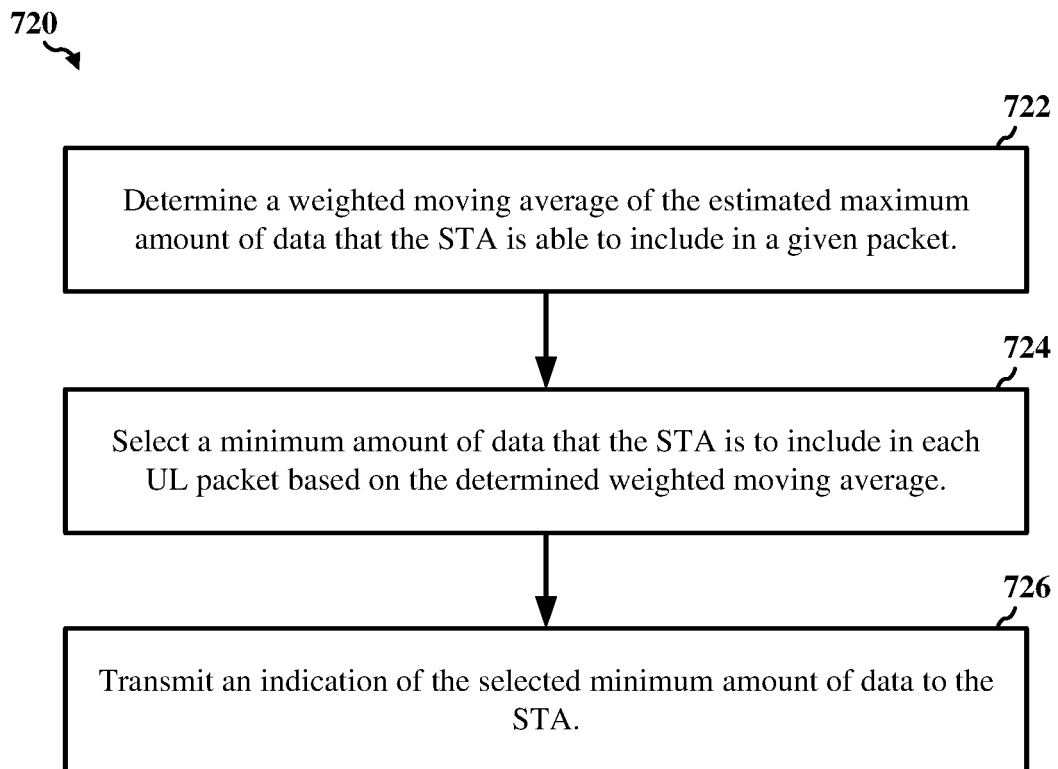 720
722
Determine a weighted moving average of the estimated maximum
amount of data that the STA is able to include in a given packet.
724
Select a minimum amount of data that the STA is to include in each
UL packet based on the determined weighted moving average.
726
Transmit an indication of the selected minimum amount of data to the
STA.